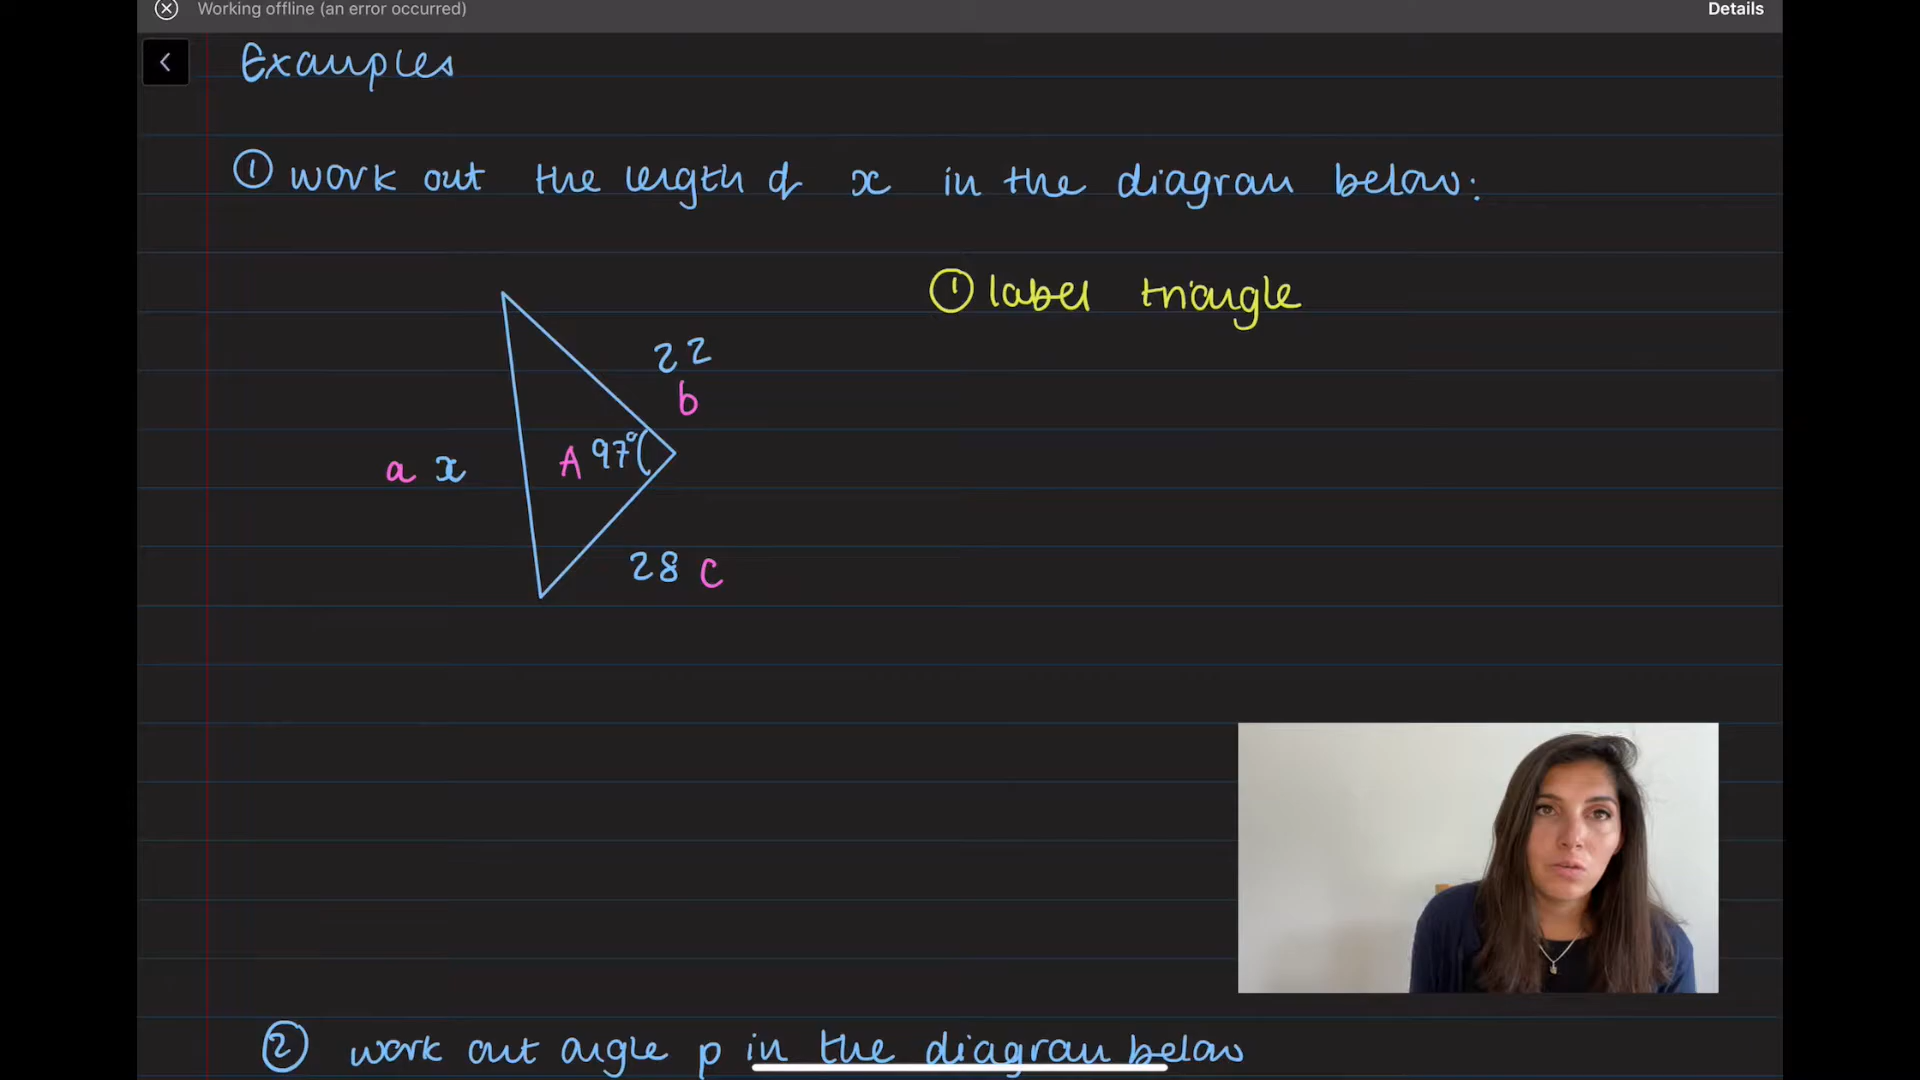 Working offline (an error occurred)
Details
Examples
① work out the length of x in the diagram below:
① label triangle
22
b
a x
A 97°
28 c
② work out angle p in the diagram below